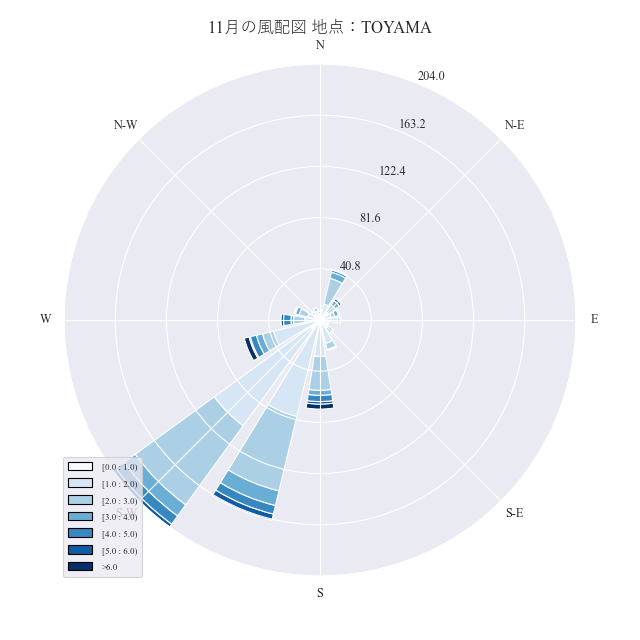 11月の風配図 地点：TOYAMA
N
204.0
N-W
163.2
N-E
122.4
81.6
40.8
W
E
[0.0 : 1.0)
[1.0 : 2.0)
[2.0 : 3.0)
S-W
[3.0 : 4.0)
S-E
[4.0 : 5.0)
[5.0 : 6.0)
>6.0
S